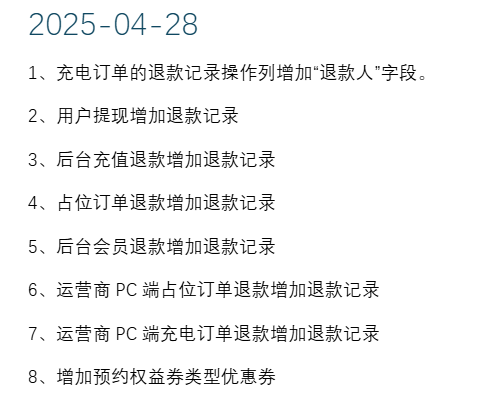 2025-04-28
1、充电订单的退款记录操作列增加“退款人”字段。
2、用户提现增加退款记录
3、后台充值退款增加退款记录
4、占位订单退款增加退款记录
5、后台会员退款增加退款记录
6、运营商 PC 端占位订单退款增加退款记录
7、运营商 PC 端充电订单退款增加退款记录
8、增加预约权益券类型优惠券